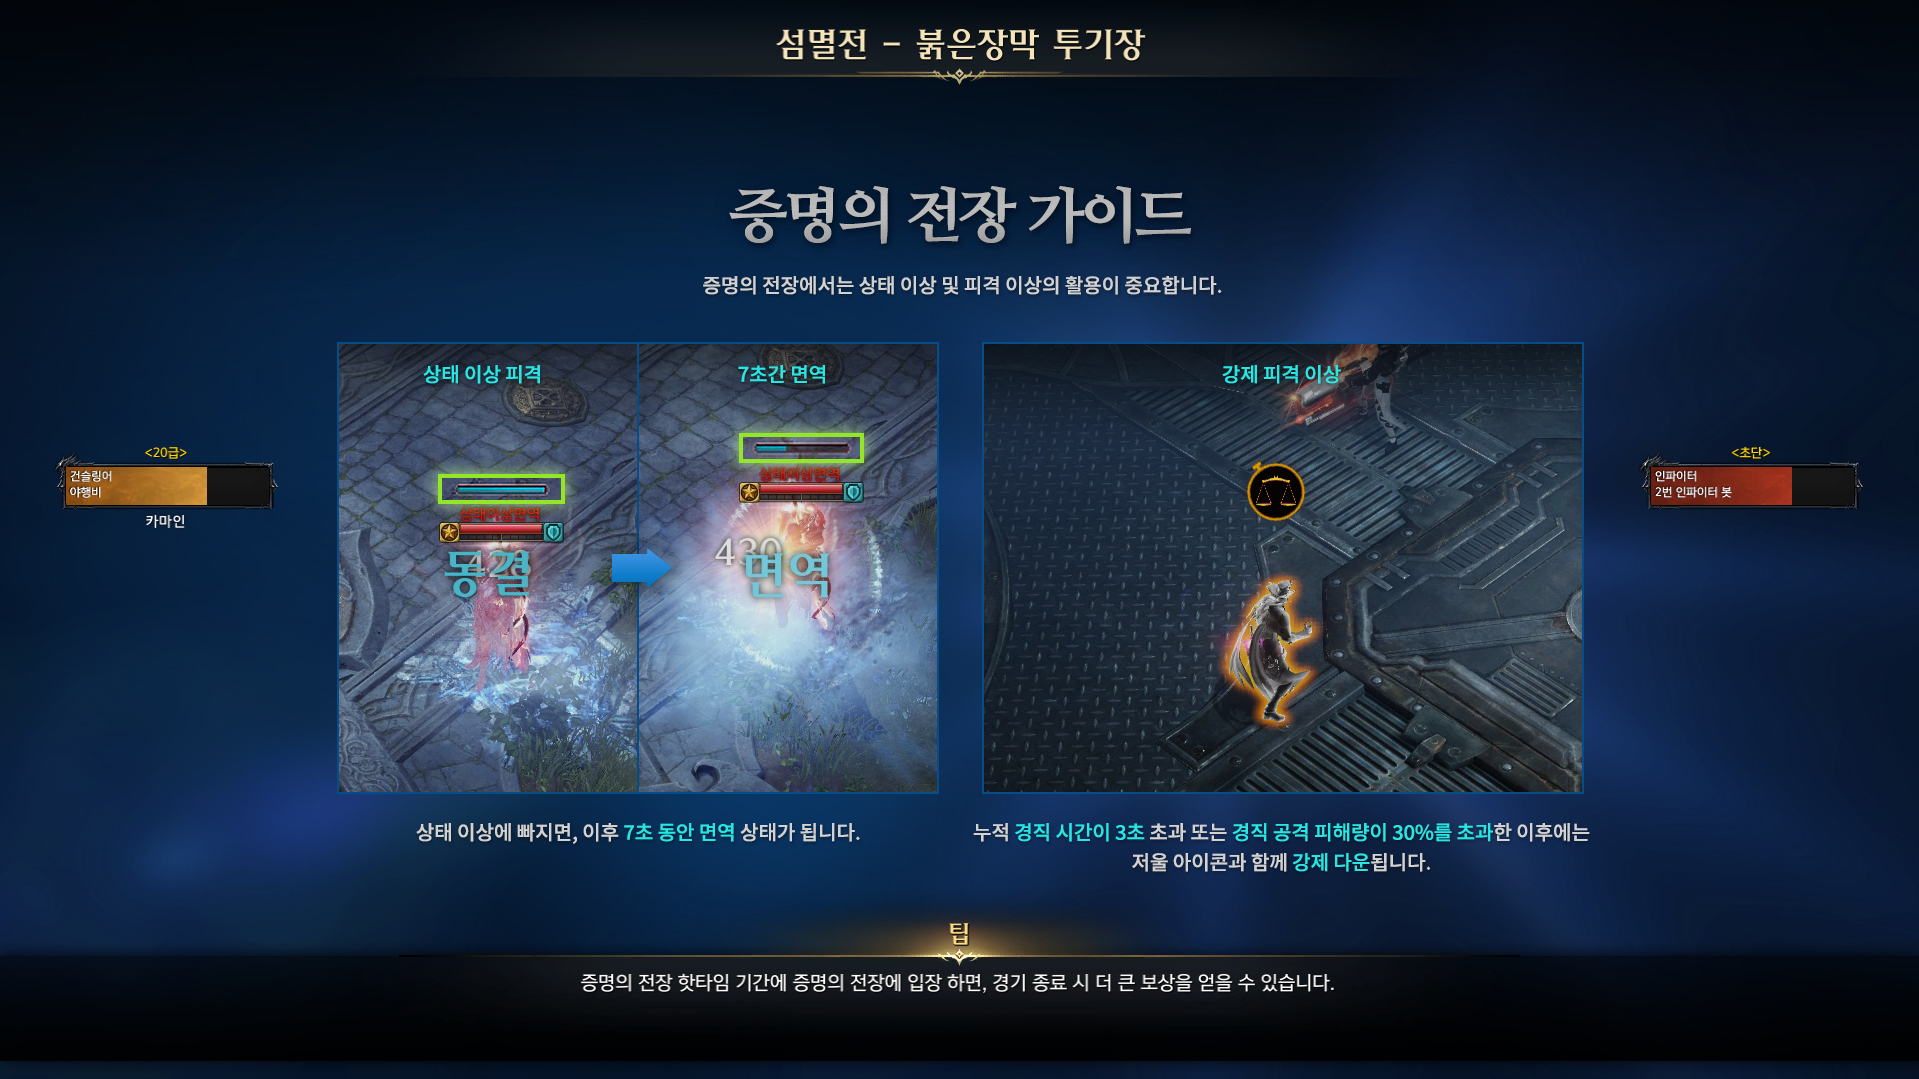 섬멸전 - 붉은장막 투기장
증명의 전장 가이드
증명의 전장에서는 상태 이상 및 피격 이상의 활용이 중요합니다.
상태 이상 피격
7초간 면역
강제 피격 이상
<20급>
건슬링어
야행비
카마인
<초단>
인파이터
2번 인파이터 봇
상태이상면역
동결
상태이상면역
430
면역
상태 이상에 빠지면, 이후 7초 동안 면역 상태가 됩니다.
누적 경직 시간이 3초 초과 또는 경직 공격 피해량이 30%를 초과한 이후에는
저울 아이콘과 함께 강제 다운됩니다.
팁
증명의 전장 핫타임 기간에 증명의 전장에 입장 하면, 경기 종료 시 더 큰 보상을 얻을 수 있습니다.